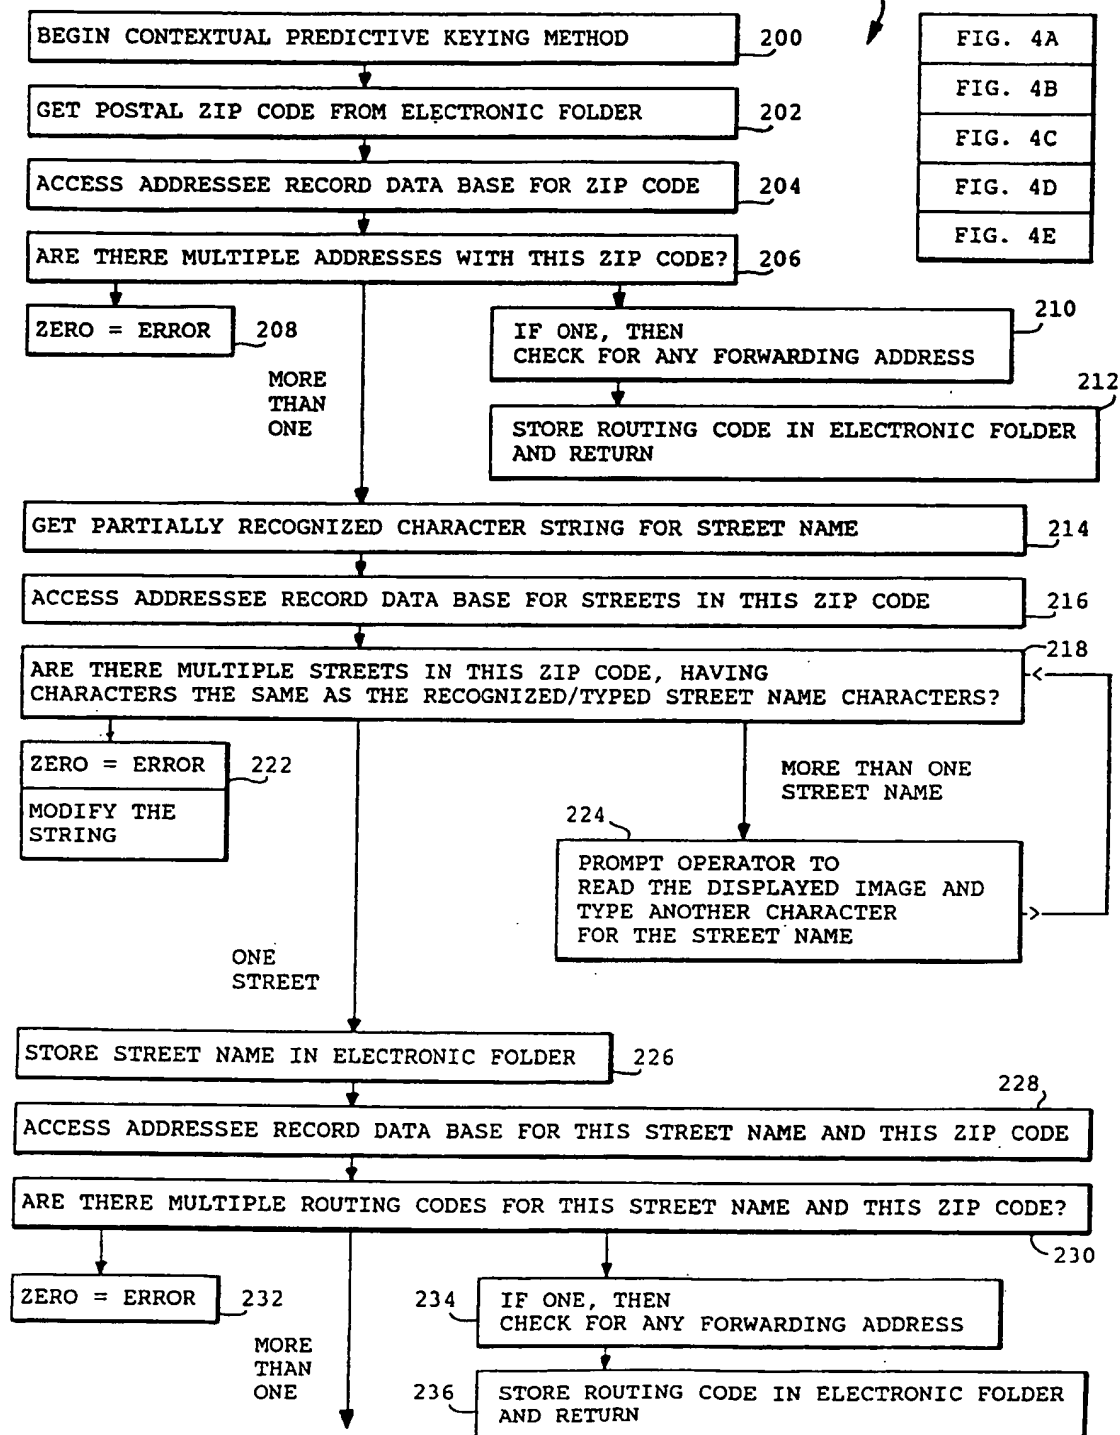 BEGIN CONTEXTUAL PREDICTIVE KEYING METHOD
200
GET POSTAL ZIP CODE FROM ELECTRONIC FOLDER
202
ACCESS ADDRESSEE RECORD DATA BASE FOR ZIP CODE
204
ARE THERE MULTIPLE ADDRESSES WITH THIS ZIP CODE?
206
FIG. 4A
FIG. 4B
FIG. 4C
FIG. 4D
FIG. 4E
ZERO = ERROR
208
MORE
THAN
ONE
IF ONE, THEN
CHECK FOR ANY FORWARDING ADDRESS
210
STORE ROUTING CODE IN ELECTRONIC FOLDER
AND RETURN
212
GET PARTIALLY RECOGNIZED CHARACTER STRING FOR STREET NAME
214
ACCESS ADDRESSEE RECORD DATA BASE FOR STREETS IN THIS ZIP CODE
216
ARE THERE MULTIPLE STREETS IN THIS ZIP CODE, HAVING
CHARACTERS THE SAME AS THE RECOGNIZED/TYPED STREET NAME CHARACTERS?
218
ZERO = ERROR
222
MODIFY THE
STRING
MORE THAN ONE
STREET NAME
224
PROMPT OPERATOR TO
READ THE DISPLAYED IMAGE AND
TYPE ANOTHER CHARACTER
FOR THE STREET NAME
ONE
STREET
STORE STREET NAME IN ELECTRONIC FOLDER
226
228
ACCESS ADDRESSEE RECORD DATA BASE FOR THIS STREET NAME AND THIS ZIP CODE
ARE THERE MULTIPLE ROUTING CODES FOR THIS STREET NAME AND THIS ZIP CODE?
230
ZERO = ERROR
232
MORE
THAN
ONE
234
IF ONE, THEN
CHECK FOR ANY FORWARDING ADDRESS
236
STORE ROUTING CODE IN ELECTRONIC FOLDER
AND RETURN